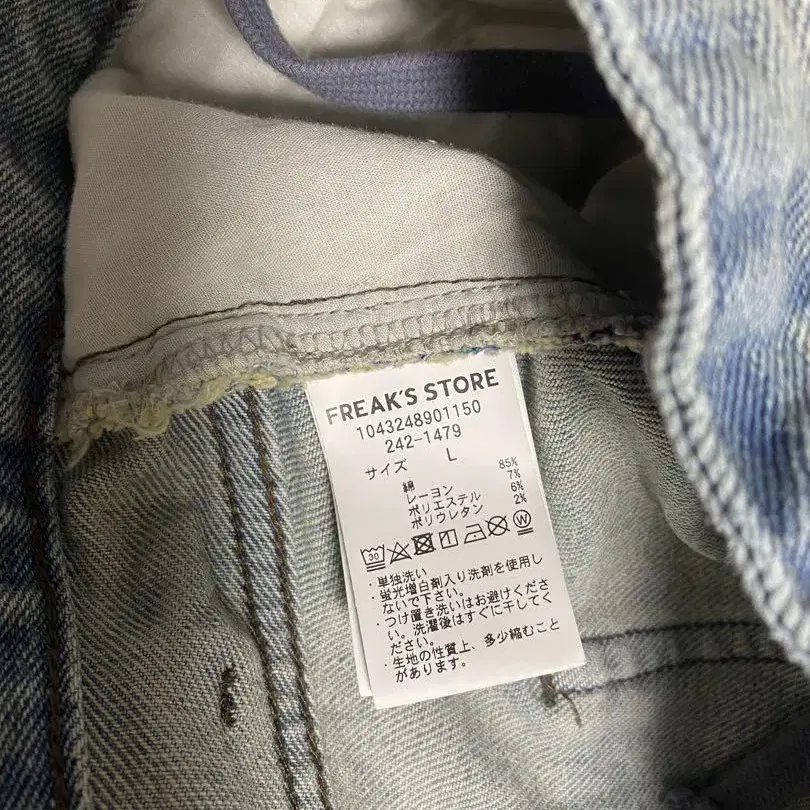 FREAK'S STORE
1043248901150
242-1479
サイズ L
綿 85%
レーヨン 7%
ポリエステル 6%
ポリウレタン 2%
30 W
・単独洗い
・蛍光増白剤入り洗剤を使用し
ないで下さい。
・つけ置き洗いはお避けくださ
い。洗濯後はすぐに干してく
ださい。
・生地の性質上、多少縮むこと
があります。